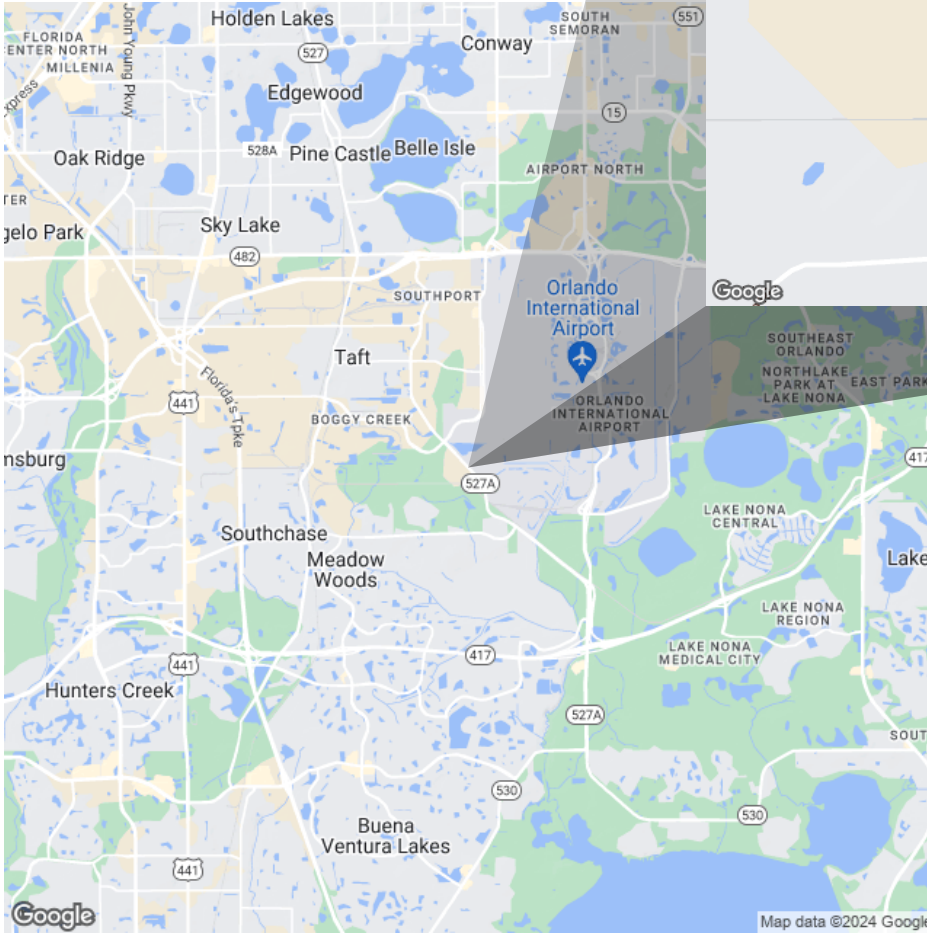 Holden Lakes
SOUTH
SEMORAN
551
FLORIDA
CENTER NORTH
MILLENIA
John Young Pkwy
527
Conway
Express
Edgewood
15
Oak Ridge
528A
Pine Castle
Belle Isle
AIRPORT NORTH
TER
gelo Park
Sky Lake
482
SOUTHPORT
Orlando
International
Airport
Google
Taft
SOUTHEAST
ORLANDO
NORTHLAKE
PARK AT
LAKE NONA
EAST PARK
441
Florida's Tpke
BOGGY CREEK
ORLANDO
INTERNATIONAL
AIRPORT
msburg
527A
417
LAKE NONA
CENTRAL
Southchase
Meadow
Woods
Lake
LAKE NONA
REGION
417
LAKE NONA
MEDICAL CITY
441
Hunters Creek
527A
SOUT
530
530
Buena
Ventura Lakes
441
Google
Map data ©2024 Google